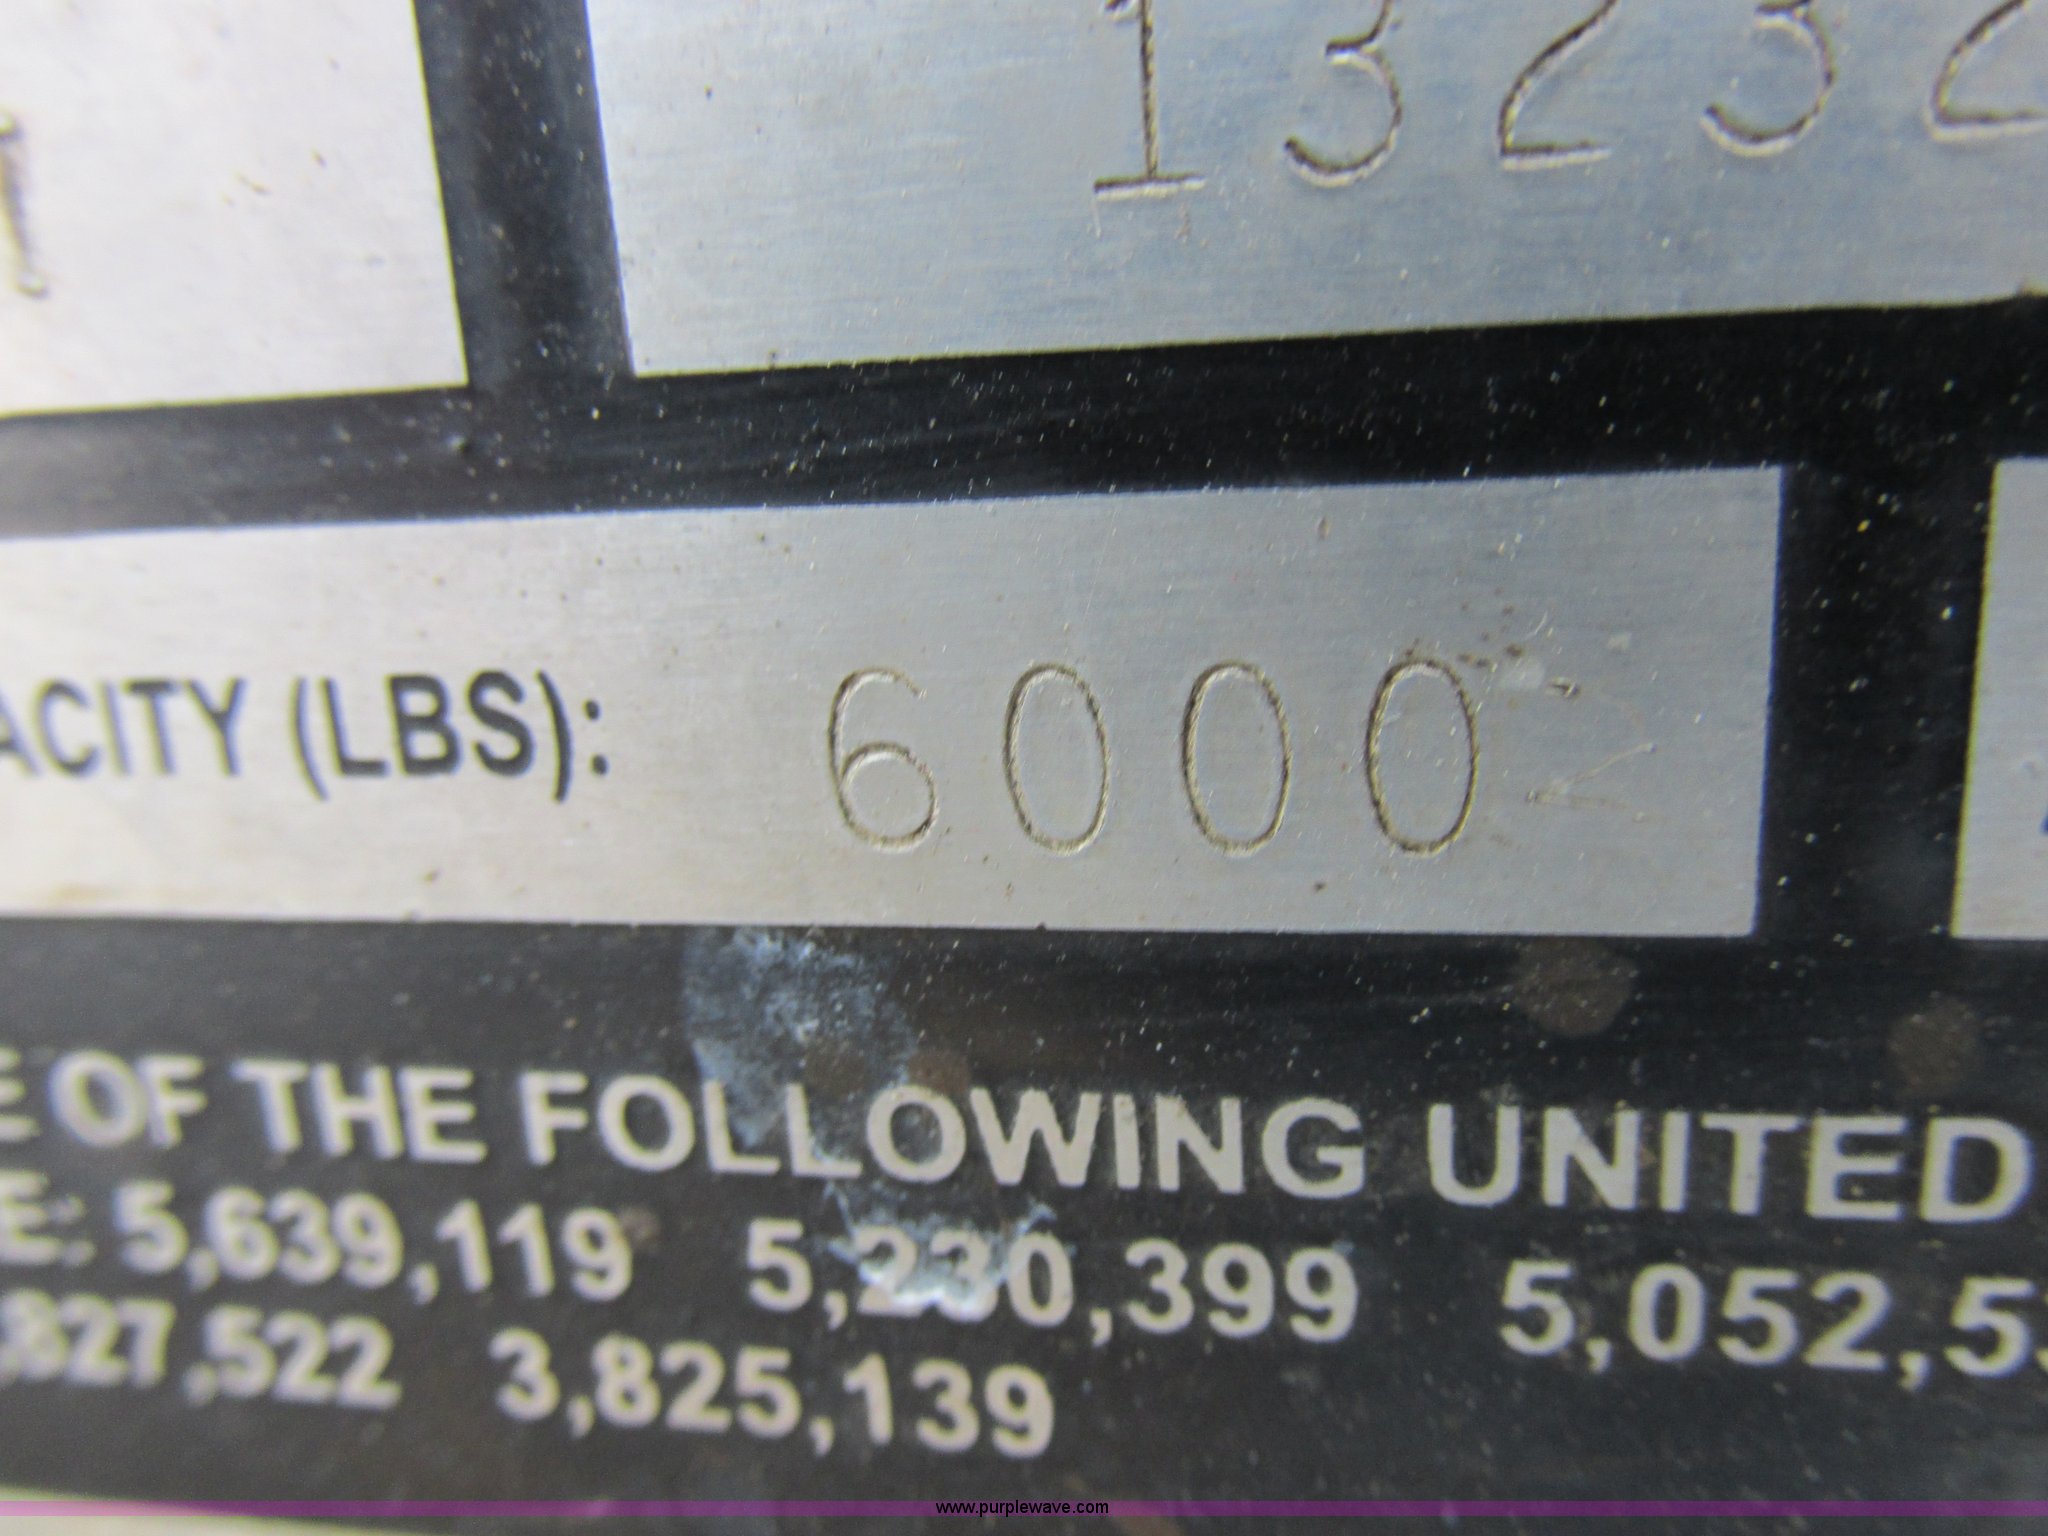 13232
ACITY (LBS): 6000
E OF THE FOLLOWING UNITED
E: 5,639,119 5,230,399 5,052,5
827,522 3,825,139
www.purplewave.com